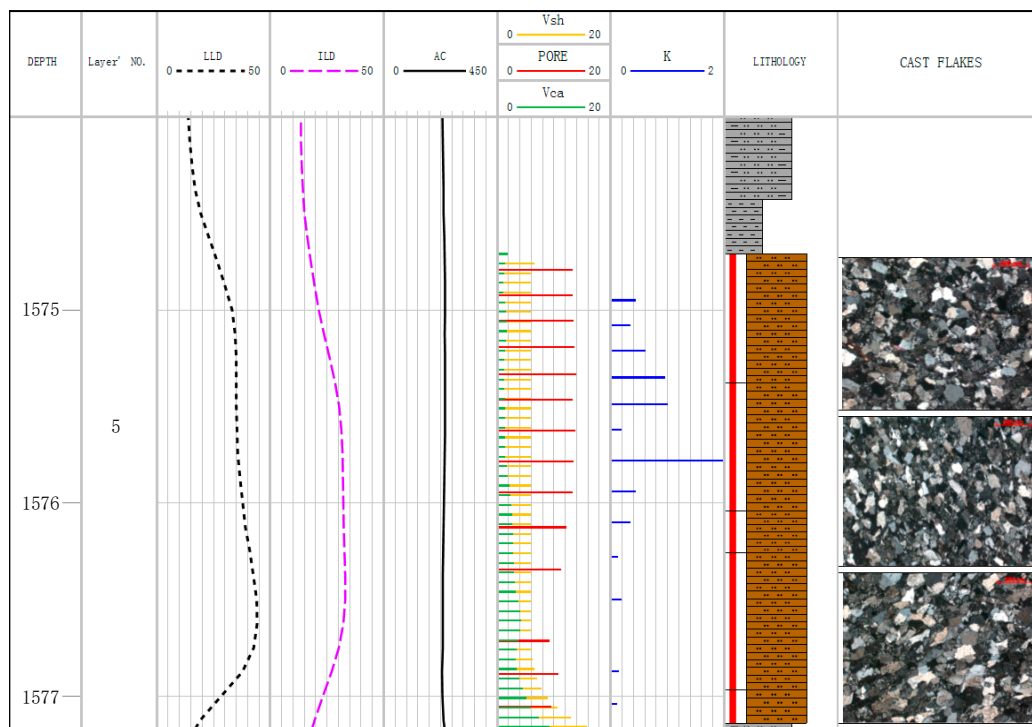 DEPTH
Layer' NO.
LLD
0 50
ILD
0 50
AC
0 450
Vsh
0 20
PORE
0 20
Vca
0 20
K
0 2
LITHOLOGY
CAST FLAKES
1575
5
1576
1577